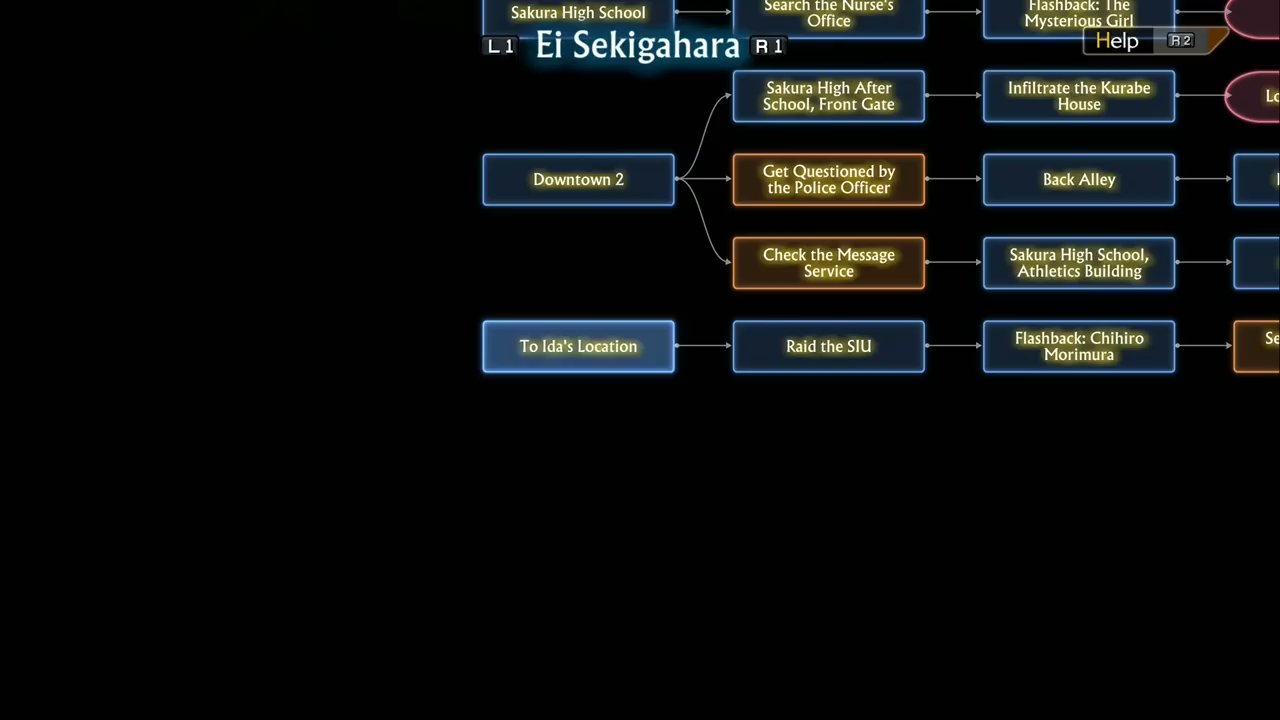 Sakura High School
Search the Nurse's
Office
Flashback: The
Mysterious Girl
L1 Ei Sekigahara R1
Help R2
Sakura High After
School, Front Gate
Infiltrate the Kurabe
House
Downtown 2
Get Questioned by
the Police Officer
Back Alley
Check the Message
Service
Sakura High School,
Athletics Building
To Ida's Location
Raid the SIU
Flashback: Chihiro
Morimura